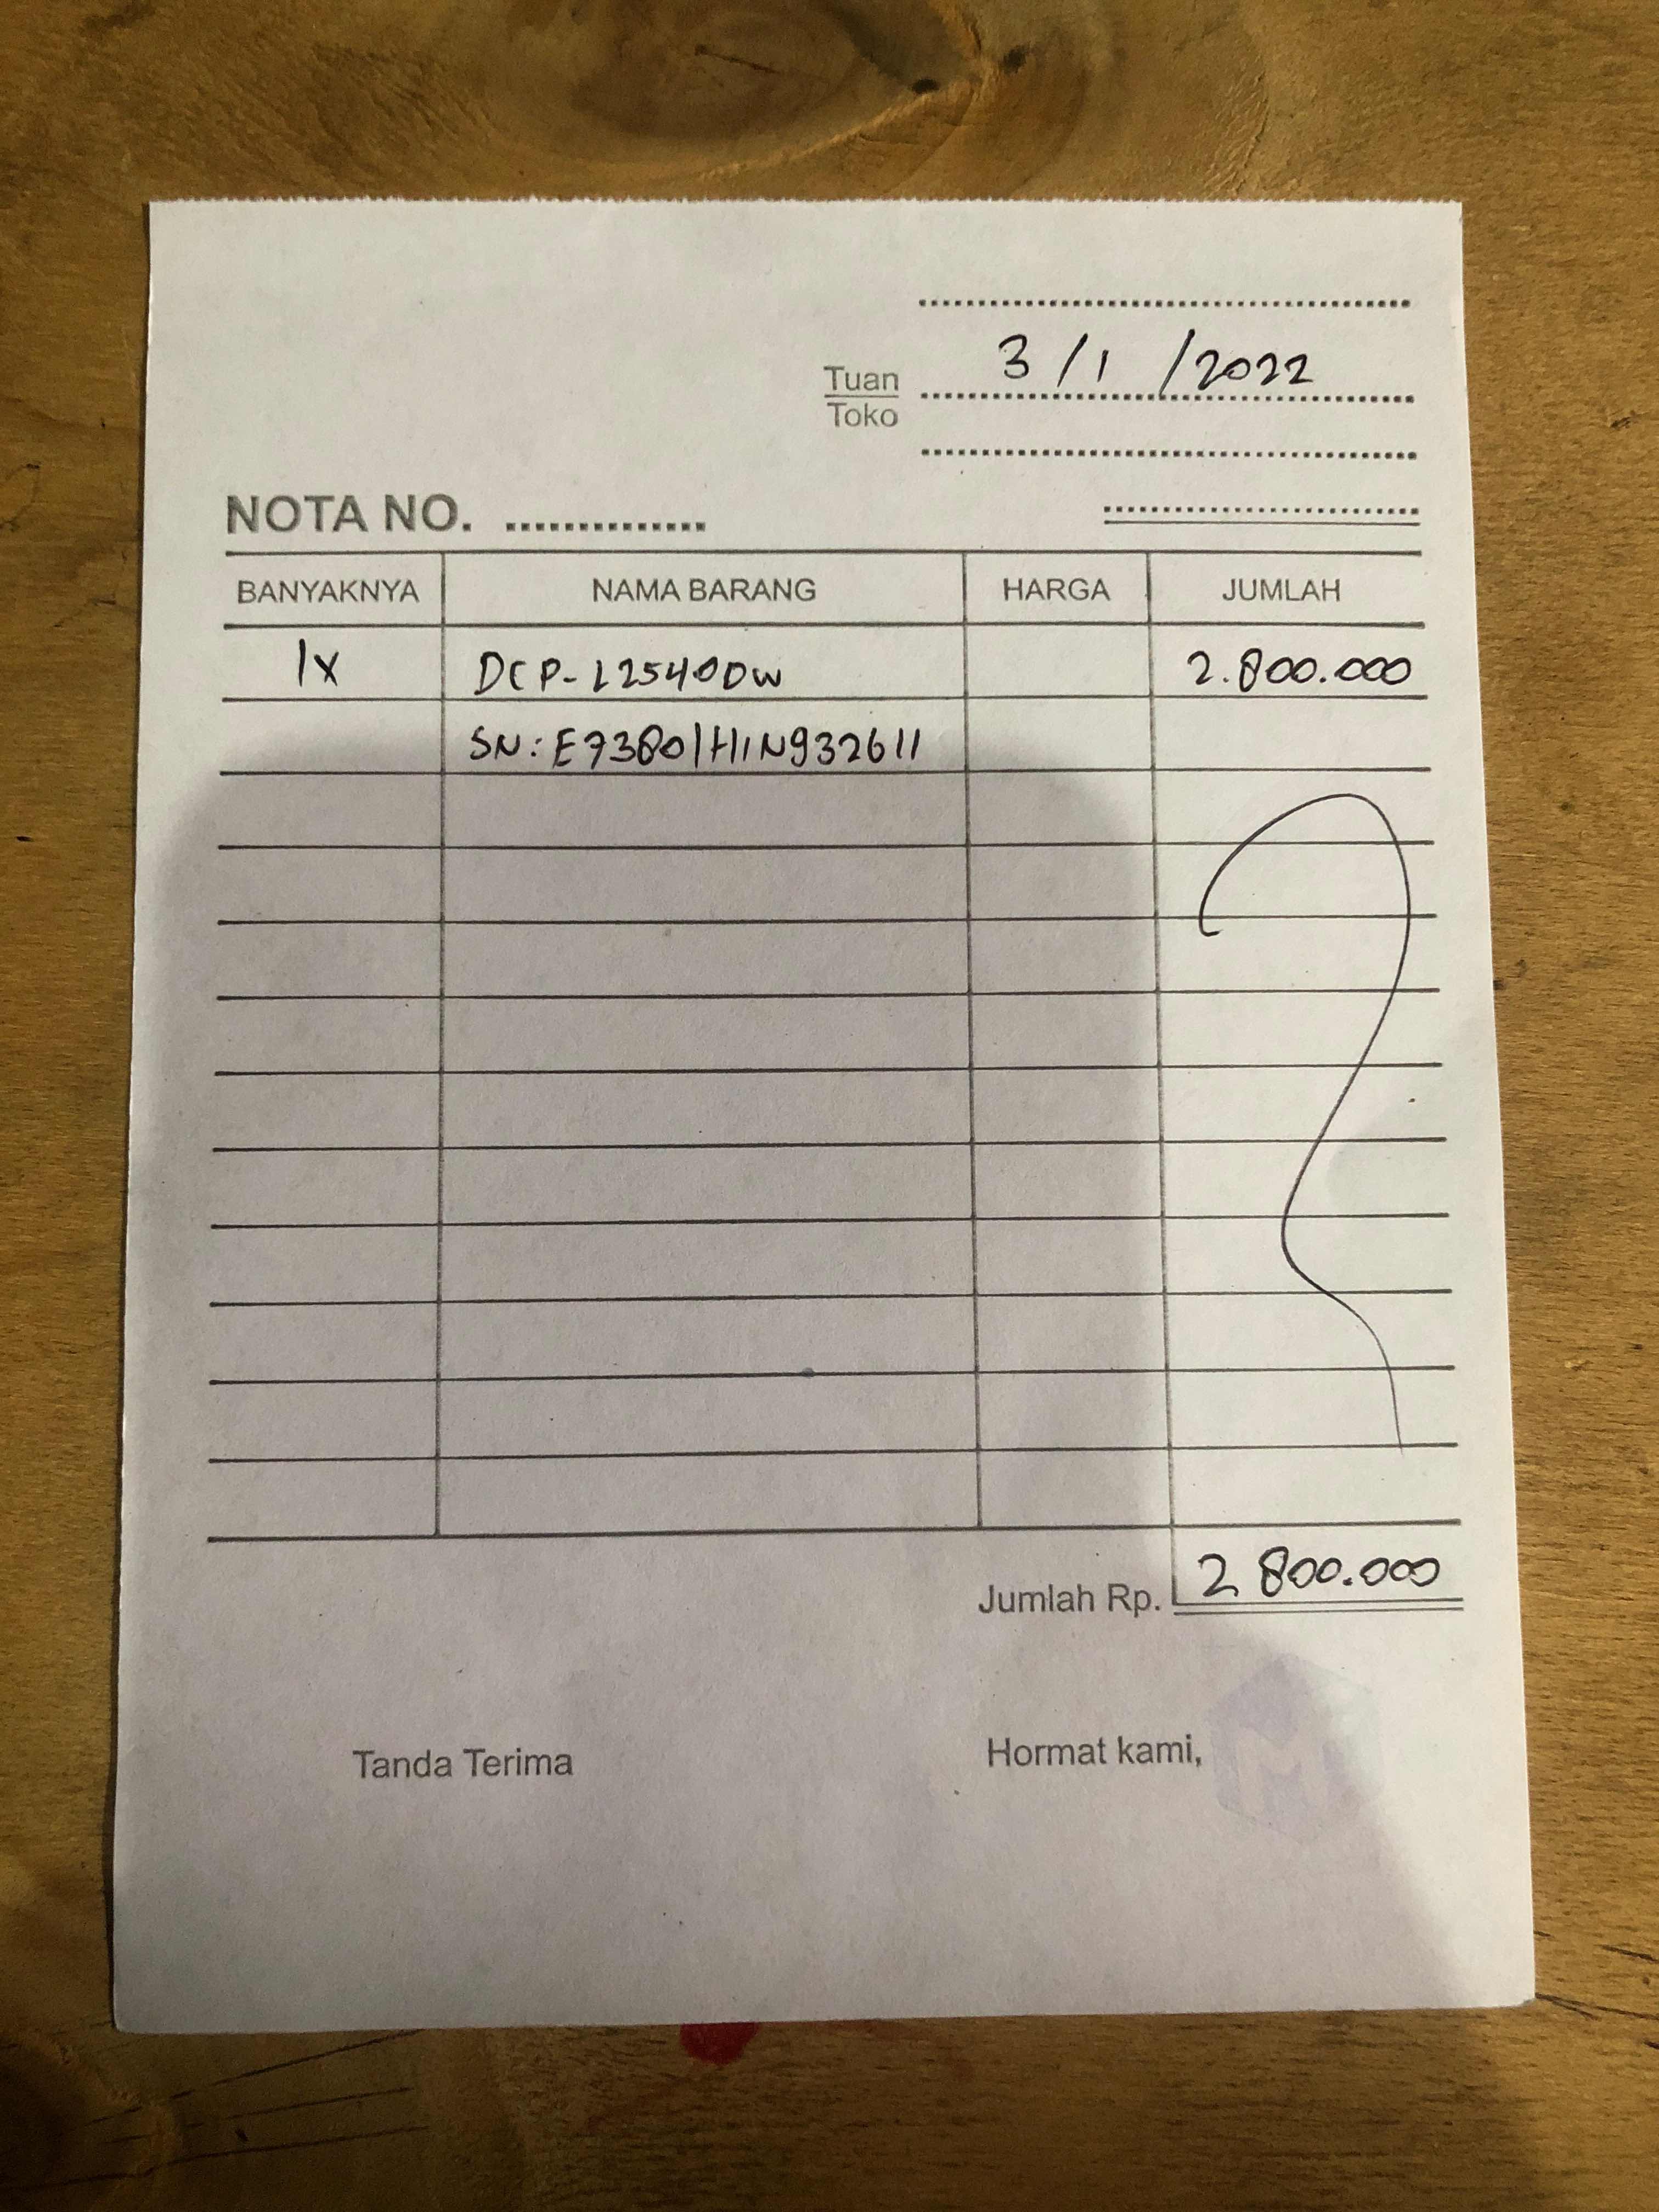 3/1/2022
Tuan
Toko
NOTA NO. ..............
BANYAKNYA NAMA BARANG HARGA JUMLAH
1x DCP-L2540DW 2.800.000
SN: E73801H1N932611
Jumlah Rp. 2 800.000
Tanda Terima Hormat kami,